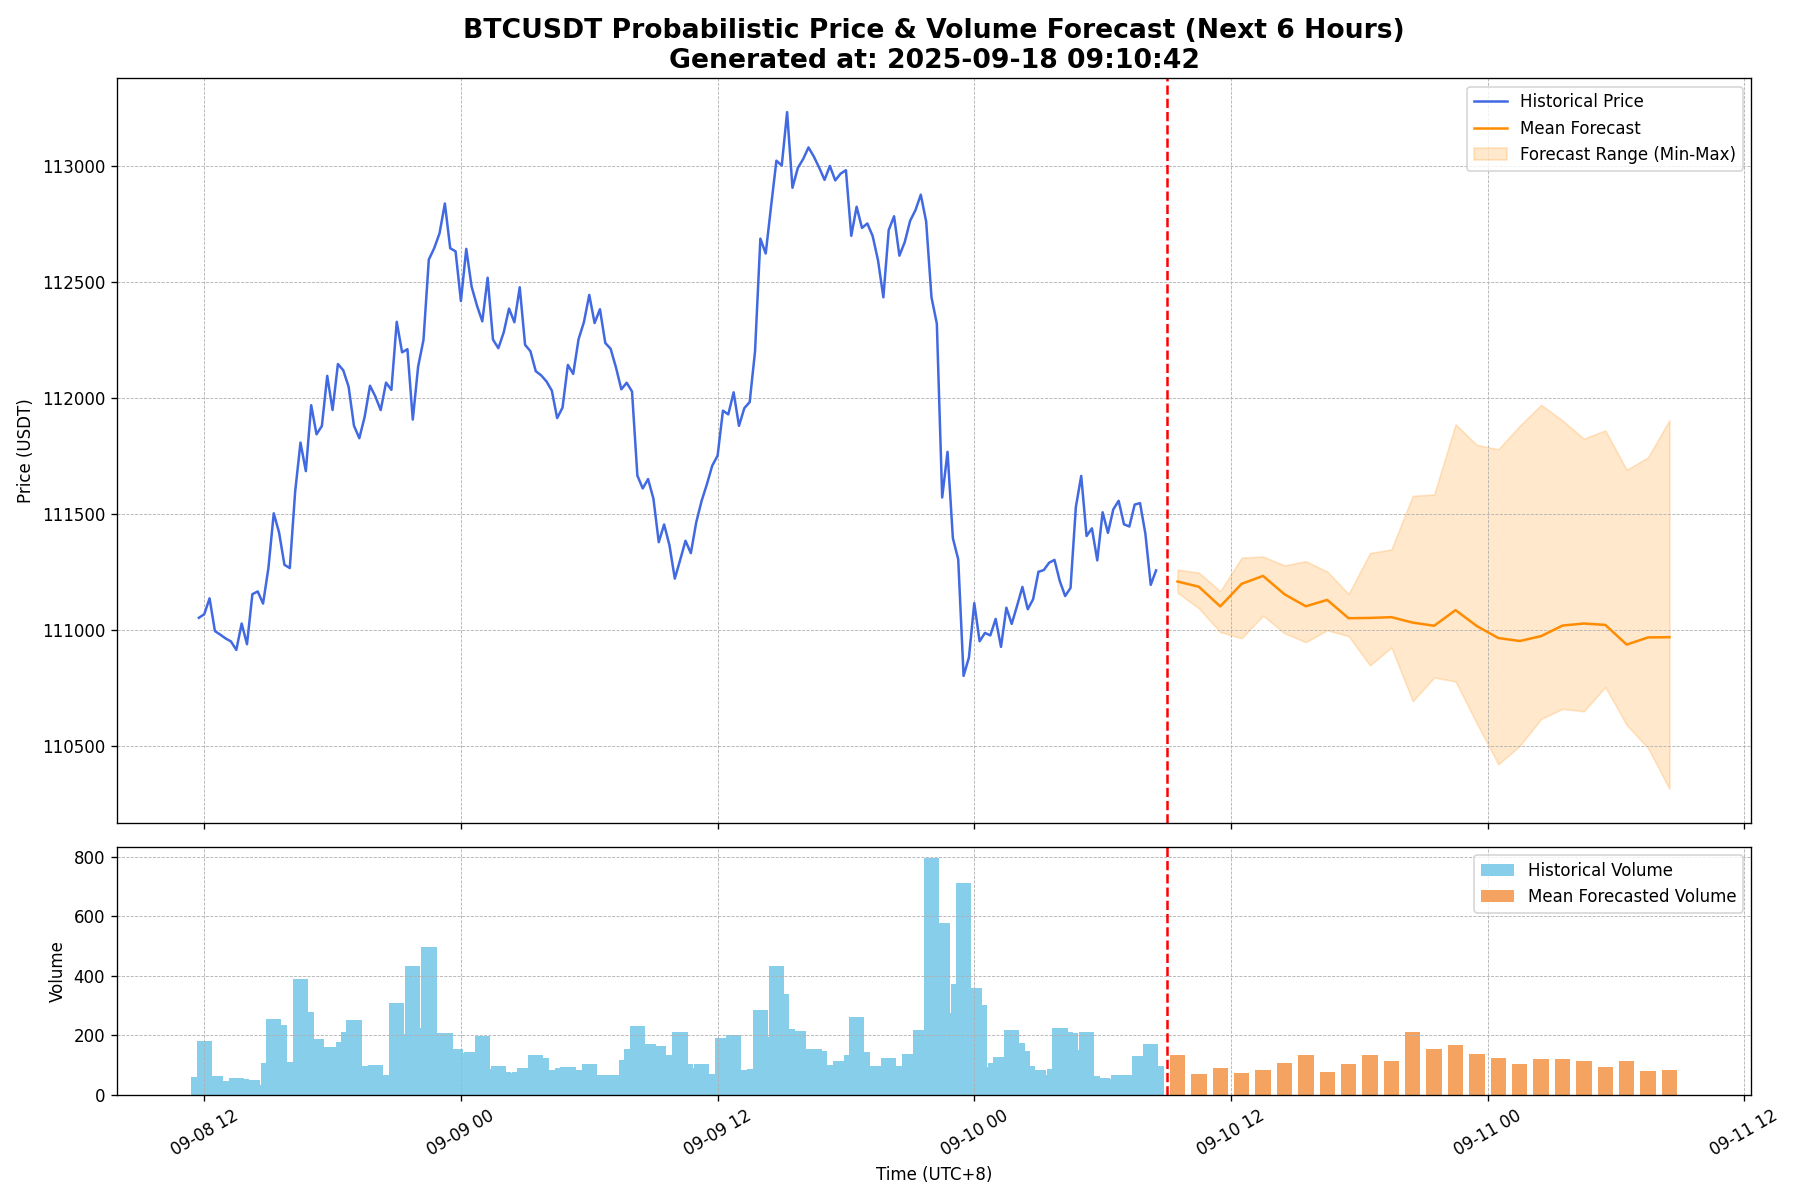 BTCUSDT Probabilistic Price & Volume Forecast (Next 6 Hours)
Generated at: 2025-09-18 09:10:42
Historical Price
Mean Forecast
Forecast Range (Min-Max)
113000
112500
112000
111500
111000
110500
Price (USDT)
Historical Volume
Mean Forecasted Volume
800
600
400
200
0
Volume
09-08 12
09-09 00
09-09 12
09-10 00
09-10 12
09-11 00
09-11 12
Time (UTC+8)